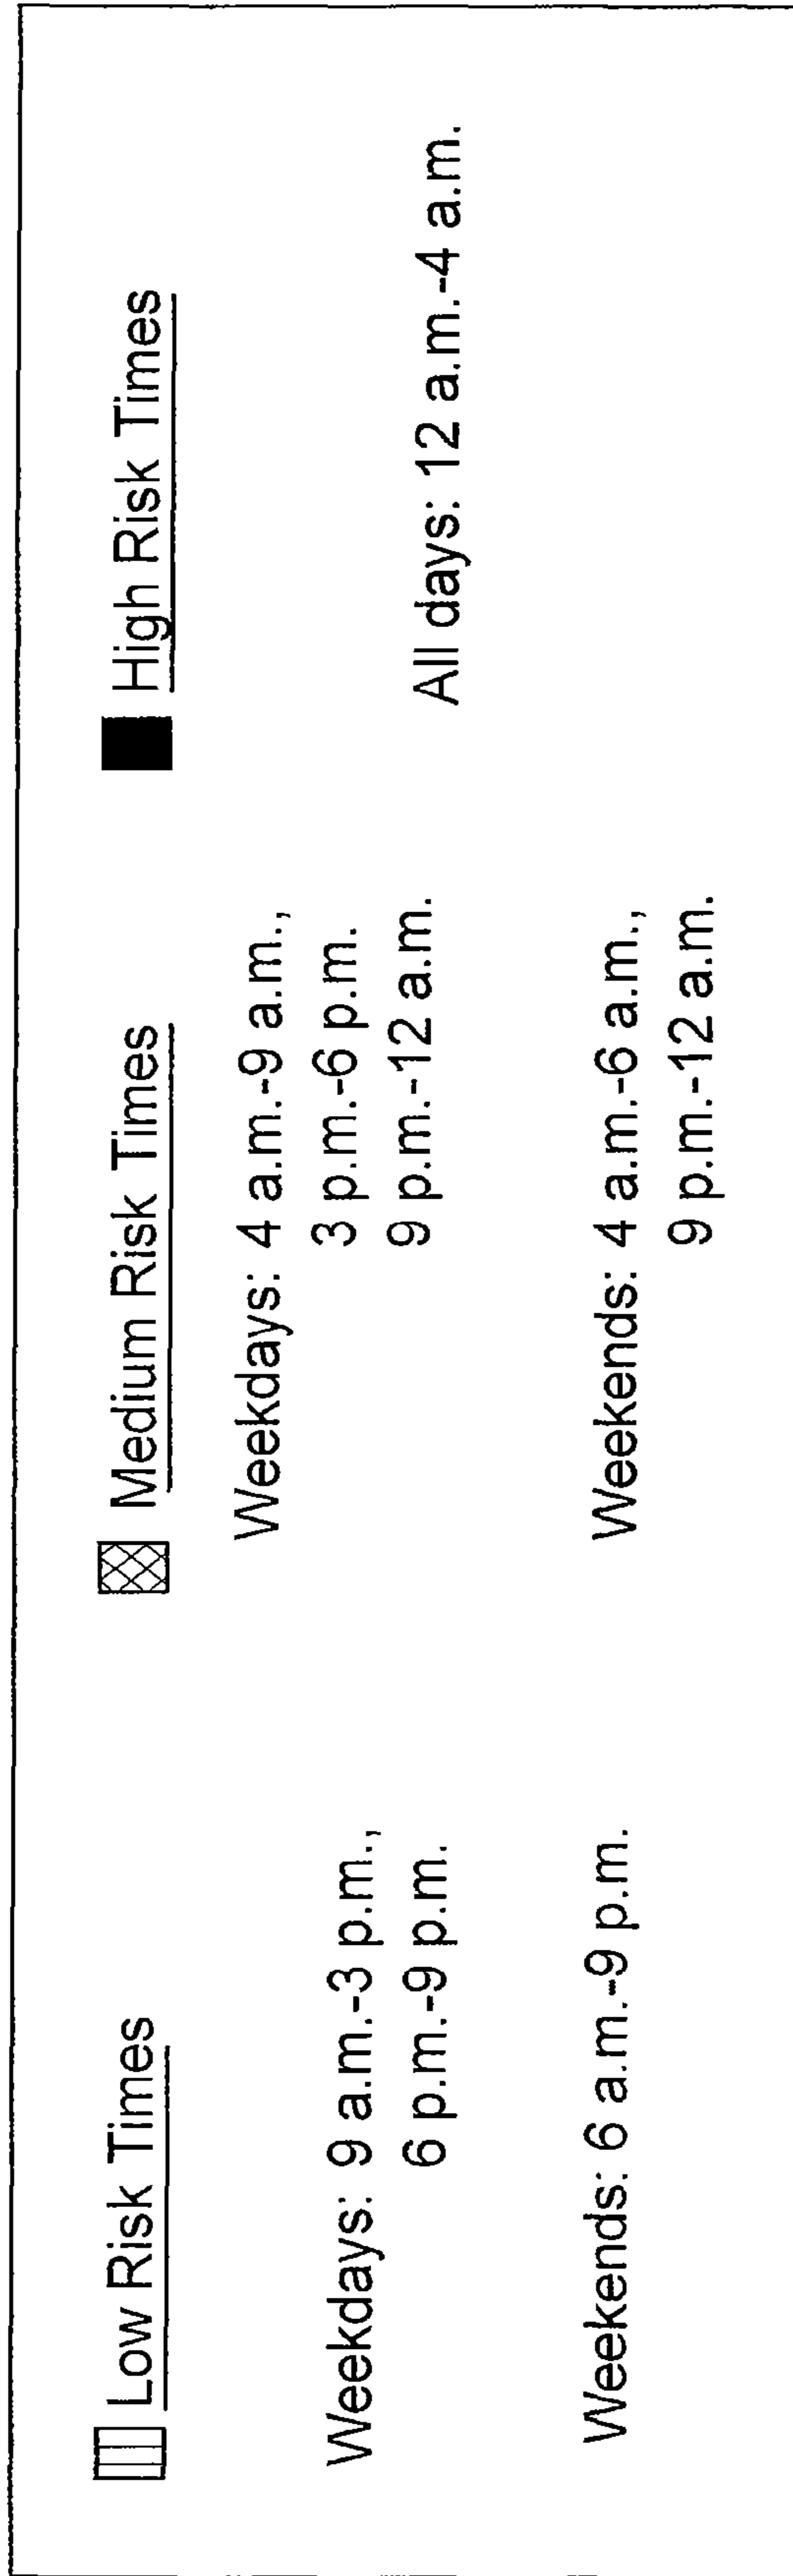 Low Risk Times
Weekdays: 9 a.m.-3 p.m.,
6 p.m.-9 p.m.
Weekends: 6 a.m.-9 p.m.
Medium Risk Times
Weekdays: 4 a.m.-9 a.m.,
3 p.m.-6 p.m.
9 p.m.-12 a.m.
Weekends: 4 a.m.-6 a.m.,
9 p.m.-12 a.m.
High Risk Times
All days: 12 a.m.-4 a.m.